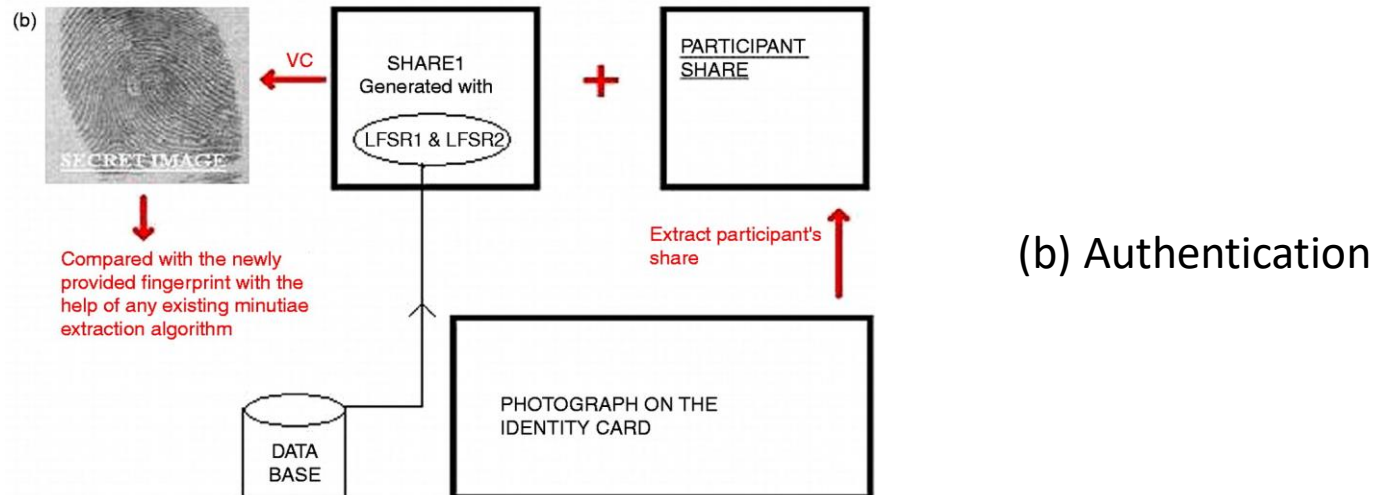 (b)
SECRET IMAGE
VC
SHARE1
Generated with
LFSR1 & LFSR2
+
PARTICIPANT
SHARE
Compared with the newly
provided fingerprint with the
help of any existing minutiae
extraction algorithm
Extract participant's
share
(b) Authentication
DATA
BASE
PHOTOGRAPH ON THE
IDENTITY CARD